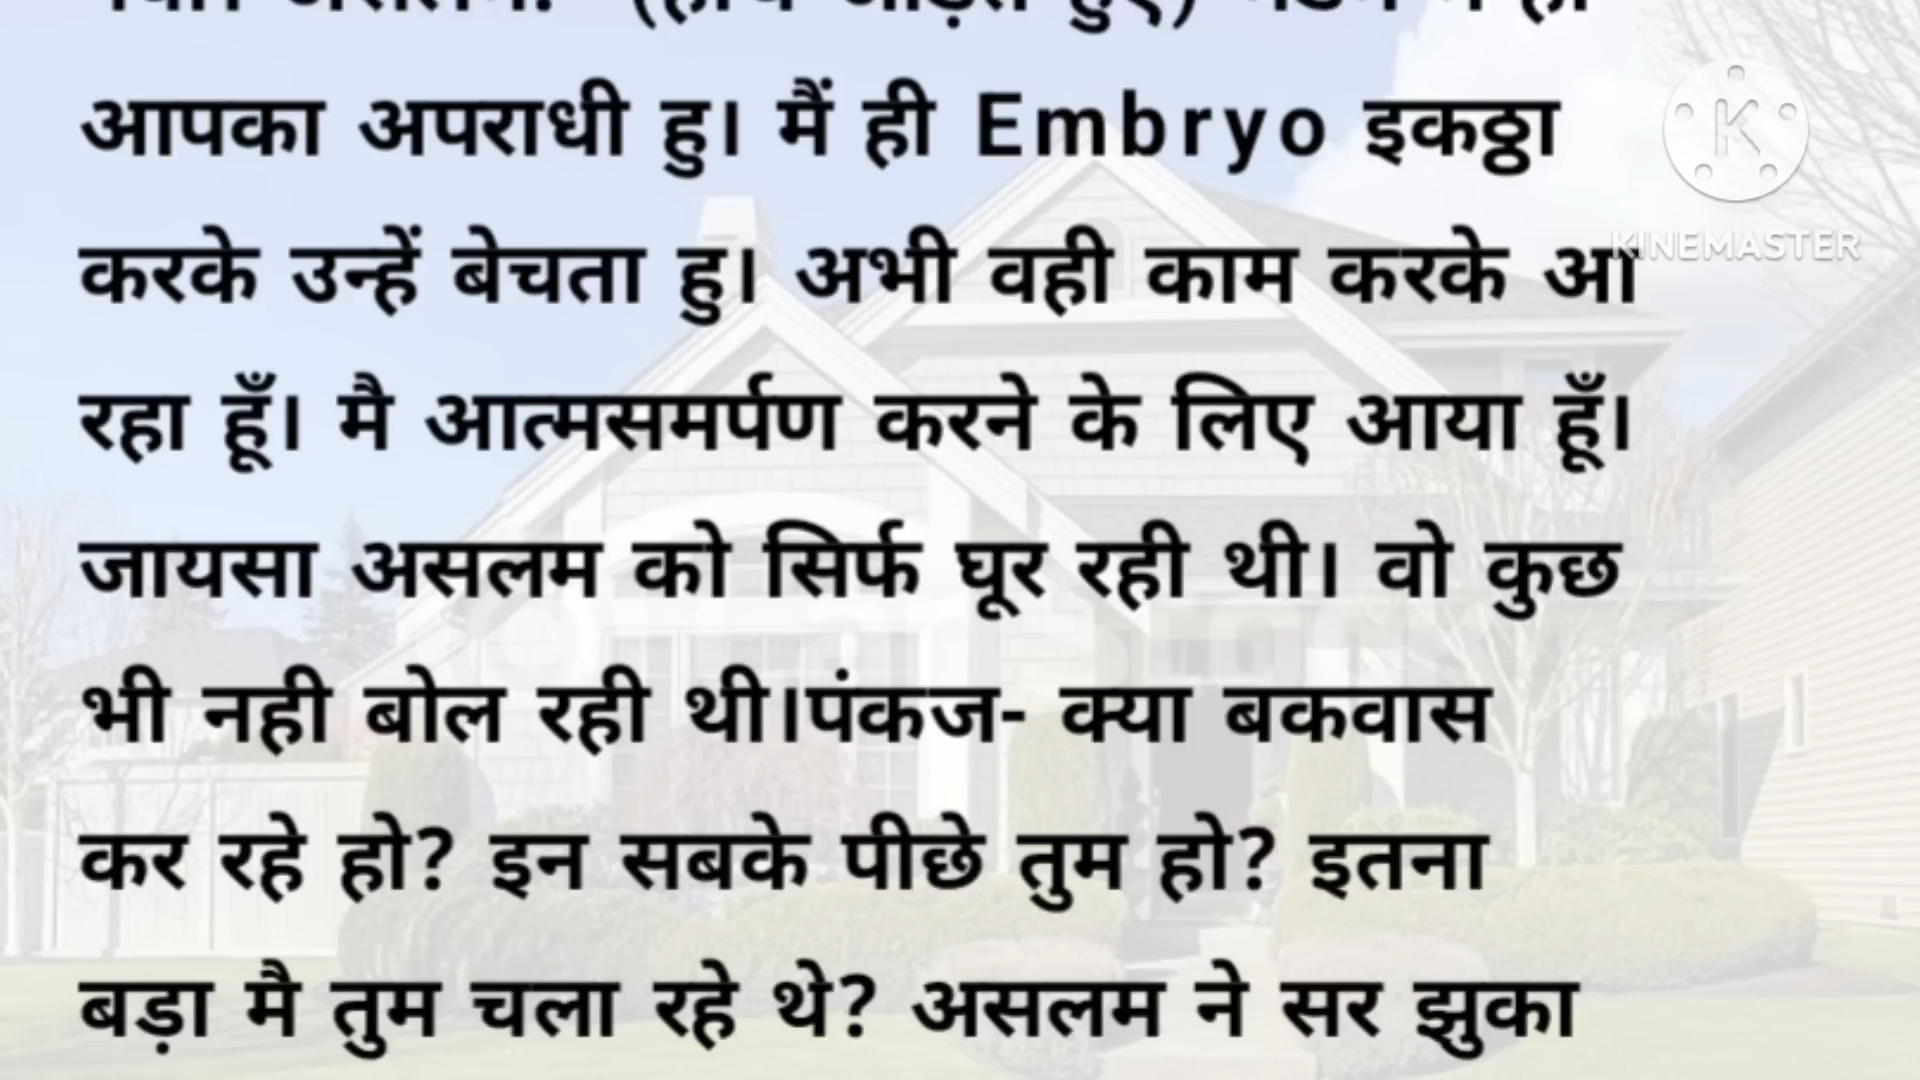 (हाथ जोड़ते हुए)
आपका अपराधी हु। मैं ही Embryo इकठ्ठा
करके उन्हें बेचता हु। अभी वही काम करके आ
रहा हूँ। मै आत्मसमर्पण करने के लिए आया हूँ।
जायसा असलम को सिर्फ घूर रही थी। वो कुछ
भी नही बोल रही थी।पंकज- क्या बकवास
कर रहे हो? इन सबके पीछे तुम हो? इतना
बड़ा मै तुम चला रहे थे? असलम ने सर झुका
K
KINEMASTER